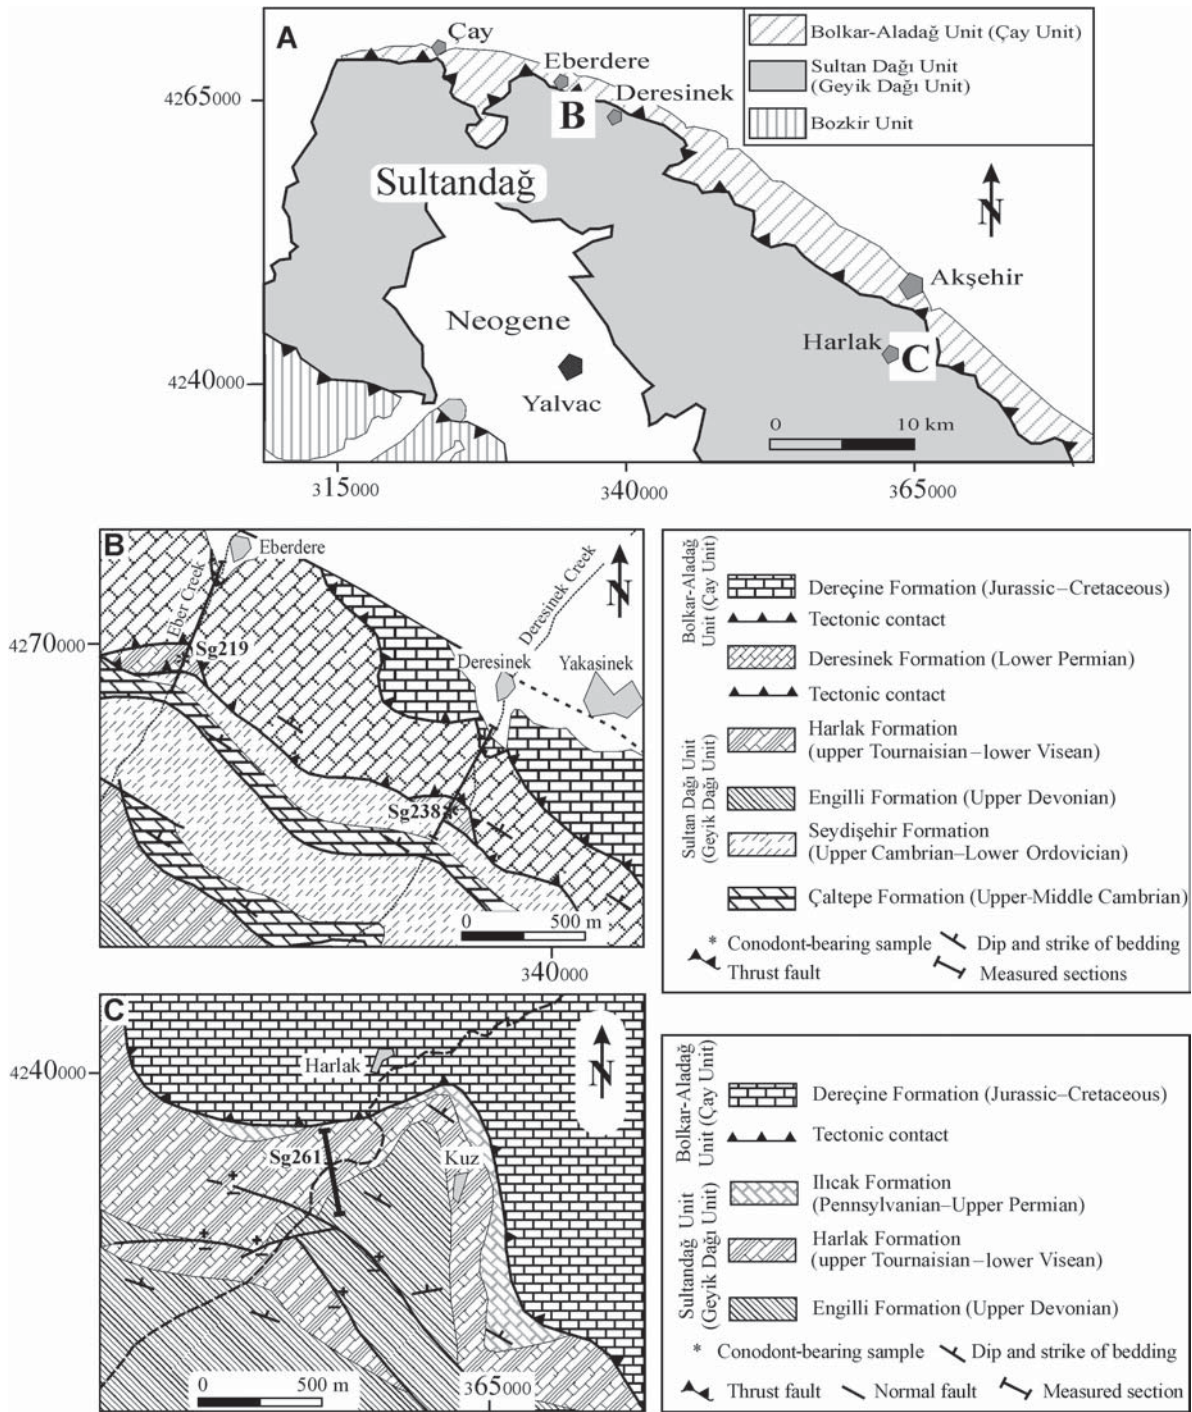 A
Çay
Eberdere
Deresinek
B
Sultandağ
Neogene
Yalvac
Akşehir
Harlak
C
N
0 10 km
4265000
4240000
315000
340000
365000
Bolkar-Aladağ Unit (Çay Unit)
Sultan Dağı Unit
(Geyik Dağı Unit)
Bozkir Unit
B
Eberdere
Eber Creek
Sg219
Deresinek Creek
Deresinek
Yakasinek
Sg238
N
0 500 m
4270000
340000
Bolkar-Aladağ
Unit (Çay Unit)
Dereçine Formation (Jurassic–Cretaceous)
Tectonic contact
Deresinek Formation (Lower Permian)
Tectonic contact
Sultan Dağı Unit
(Geyik Dağı Unit)
Harlak Formation
(upper Tournaisian–lower Visean)
Engilli Formation (Upper Devonian)
Seydişehir Formation
(Upper Cambrian–Lower Ordovician)
Çaltepe Formation (Upper-Middle Cambrian)
* Conodont-bearing sample
Dip and strike of bedding
Thrust fault
Measured sections
C
Harlak
Sg261
Kuz
N
0 500 m
4240000
365000
Bolkar-Aladağ
Unit (Çay Unit)
Dereçine Formation (Jurassic–Cretaceous)
Tectonic contact
Sultandağ Unit
(Geyik Dağı Unit)
Ilıcak Formation
(Pennsylvanian–Upper Permian)
Harlak Formation
(upper Tournaisian–lower Visean)
Engilli Formation (Upper Devonian)
* Conodont-bearing sample
Dip and strike of bedding
Thrust fault
Normal fault
Measured section